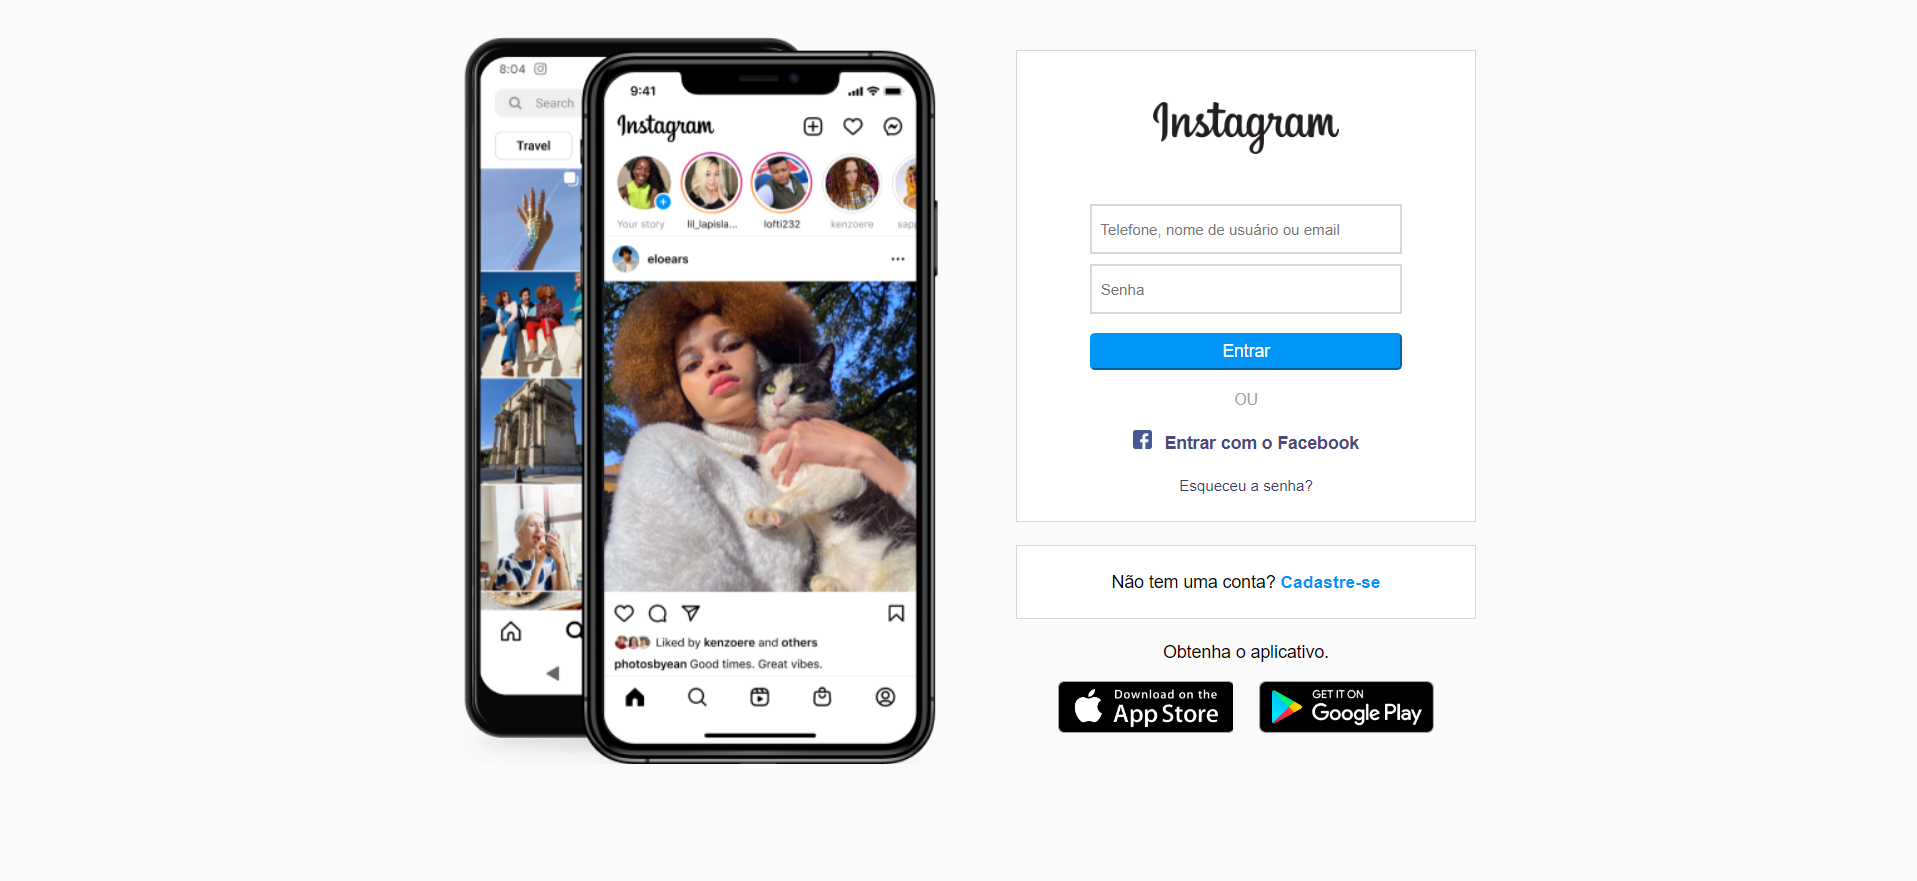 8:04
Search
Travel
9:41
Instagram
Your story
lil_lapisla...
lofti232
kenzoere
sapp
eloears
Liked by kenzoere and others
photosbyean Good times. Great vibes.
Instagram
Telefone, nome de usuário ou email
Senha
Entrar
OU
Entrar com o Facebook
Esqueceu a senha?
Não tem uma conta? Cadastre-se
Obtenha o aplicativo.
Download on the
App Store
GET IT ON
Google Play